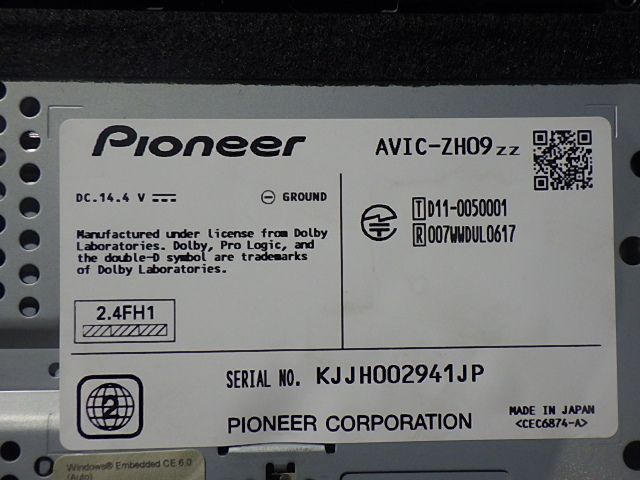 Pioneer
AVIC-ZH09zz
DC.14.4 V
GROUND
Manufactured under license from Dolby
Laboratories. Dolby, Pro Logic, and
the double-D symbol are trademarks
of Dolby Laboratories.
T D11-0050001
R 007WWDUL0617
2.4FH1
2
SERIAL NO. KJJH002941JP
PIONEER CORPORATION
MADE IN JAPAN
<CEC6874-A>
Windows® Embedded CE 6.0
(Auto)